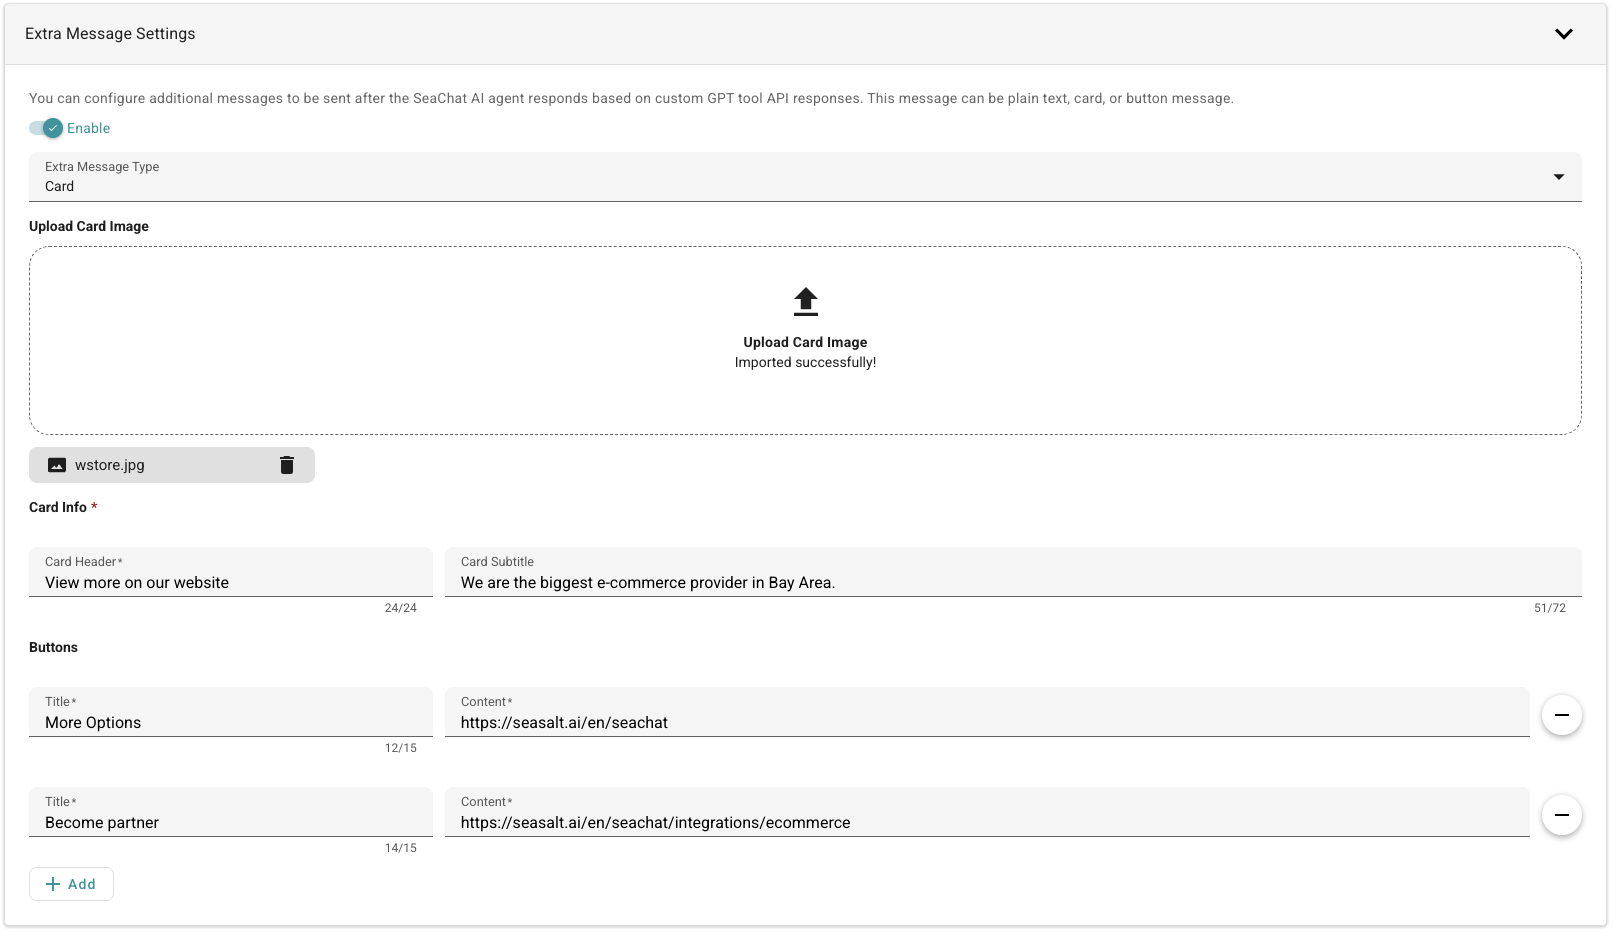 Extra Message Settings
You can configure additional messages to be sent after the SeaChat AI agent responds based on custom GPT tool API responses. This message can be plain text, card, or button message.
Enable
Extra Message Type
Card
Upload Card Image
Upload Card Image
Imported successfully!
wstore.jpg
Card Info *
Card Header*
View more on our website
24/24
Card Subtitle
We are the biggest e-commerce provider in Bay Area.
51/72
Buttons
Title*
More Options
12/15
Content*
https://seasalt.ai/en/seachat
Title*
Become partner
14/15
Content*
https://seasalt.ai/en/seachat/integrations/ecommerce
Add